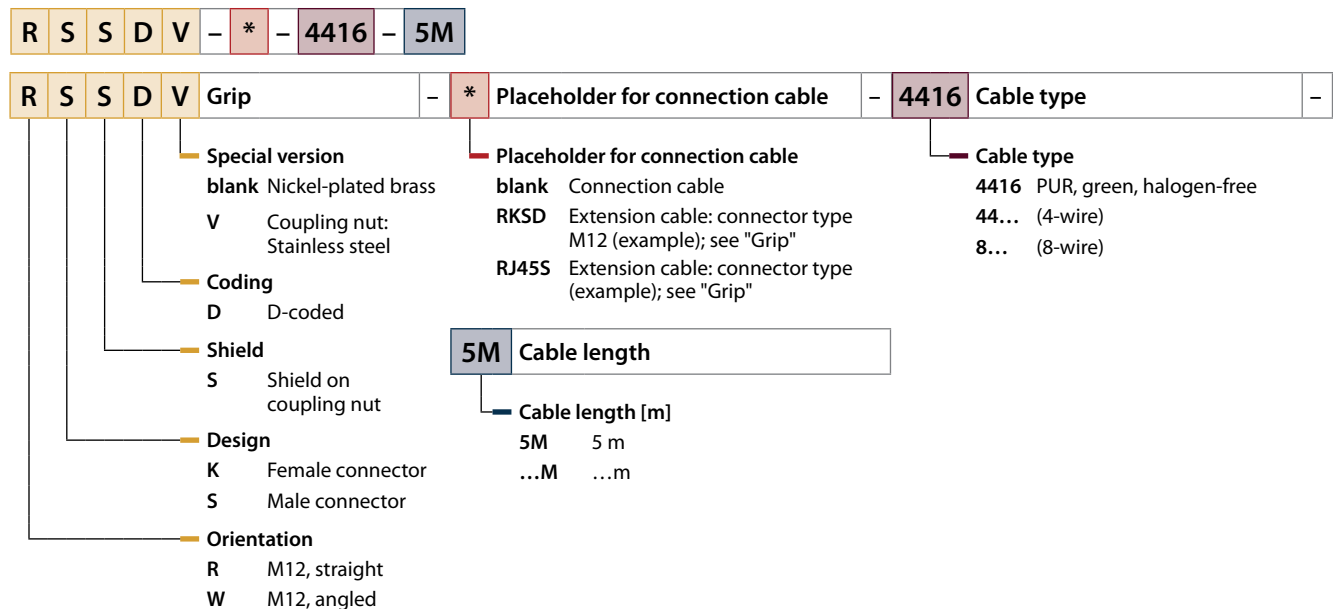 R S S D V – * – 4416 – 5M
R S S D V Grip – * Placeholder for connection cable – 4416 Cable type –
Special version
blank Nickel-plated brass
V Coupling nut:
Stainless steel
Coding
D D-coded
Shield
S Shield on
coupling nut
Design
K Female connector
S Male connector
Orientation
R M12, straight
W M12, angled
Placeholder for connection cable
blank Connection cable
RKSD Extension cable: connector type
M12 (example); see "Grip"
RJ45S Extension cable: connector type
(example); see "Grip"
Cable type
4416 PUR, green, halogen-free
44… (4-wire)
8… (8-wire)
5M Cable length
Cable length [m]
5M 5 m
…M …m